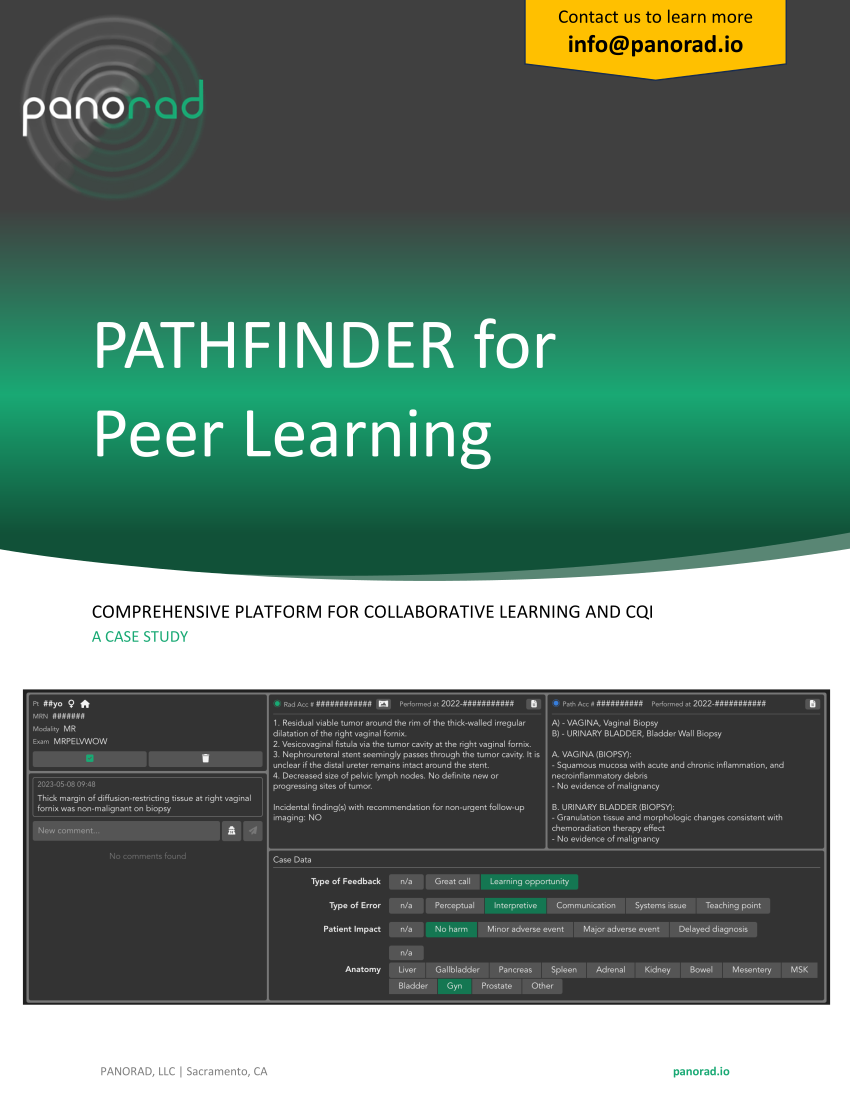 Contact us to learn more
info@panorad.io
panorad
PATHFINDER for
Peer Learning
COMPREHENSIVE PLATFORM FOR COLLABORATIVE LEARNING AND CQI
A CASE STUDY
Pt ##yo
MRN #######
Modality MR
Exam MRPELVWOW
2023-05-08 09:48
Thick margin of diffusion-restricting tissue at right vaginal
fornix was non-malignant on biopsy
New comment...
No comments found
Rad Acc # ############ Performed at 2022-###########
1. Residual viable tumor around the rim of the thick-walled irregular
dilatation of the right vaginal fornix.
2. Vesicovaginal fistula via the tumor cavity at the right vaginal fornix.
3. Nephroureteral stent seemingly passes through the tumor cavity. It is
unclear if the distal ureter remains intact around the stent.
4. Decreased size of pelvic lymph nodes. No definite new or
progressing sites of tumor.
Incidental finding(s) with recommendation for non-urgent follow-up
imaging: NO
Path Acc # ########## Performed at 2022-###########
A) - VAGINA, Vaginal Biopsy
B) - URINARY BLADDER, Bladder Wall Biopsy
A. VAGINA (BIOPSY):
- Squamous mucosa with acute and chronic inflammation, and
necroinflammatory debris
- No evidence of malignancy
B. URINARY BLADDER (BIOPSY):
- Granulation tissue and morphologic changes consistent with
chemoradiation therapy effect
- No evidence of malignancy
Case Data
Type of Feedback n/a Great call Learning opportunity
Type of Error n/a Perceptual Interpretive Communication Systems issue Teaching point
Patient Impact n/a No harm Minor adverse event Major adverse event Delayed diagnosis
n/a
Anatomy Liver Gallbladder Pancreas Spleen Adrenal Kidney Bowel Mesentery MSK
Bladder Gyn Prostate Other
PANORAD, LLC | Sacramento, CA
panorad.io